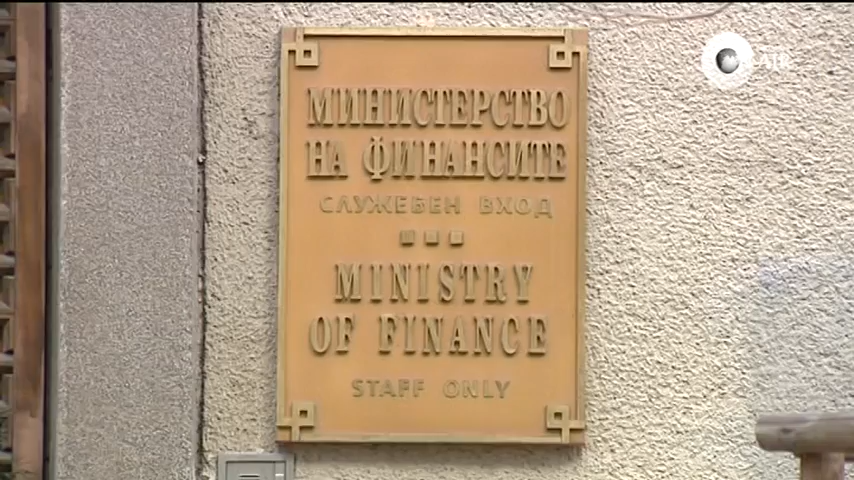 МИНИСТЕРСТВО
НА ФИНАНСИТЕ
СЛУЖЕБЕН ВХОД
MINISTRY
OF FINANCE
STAFF ONLY